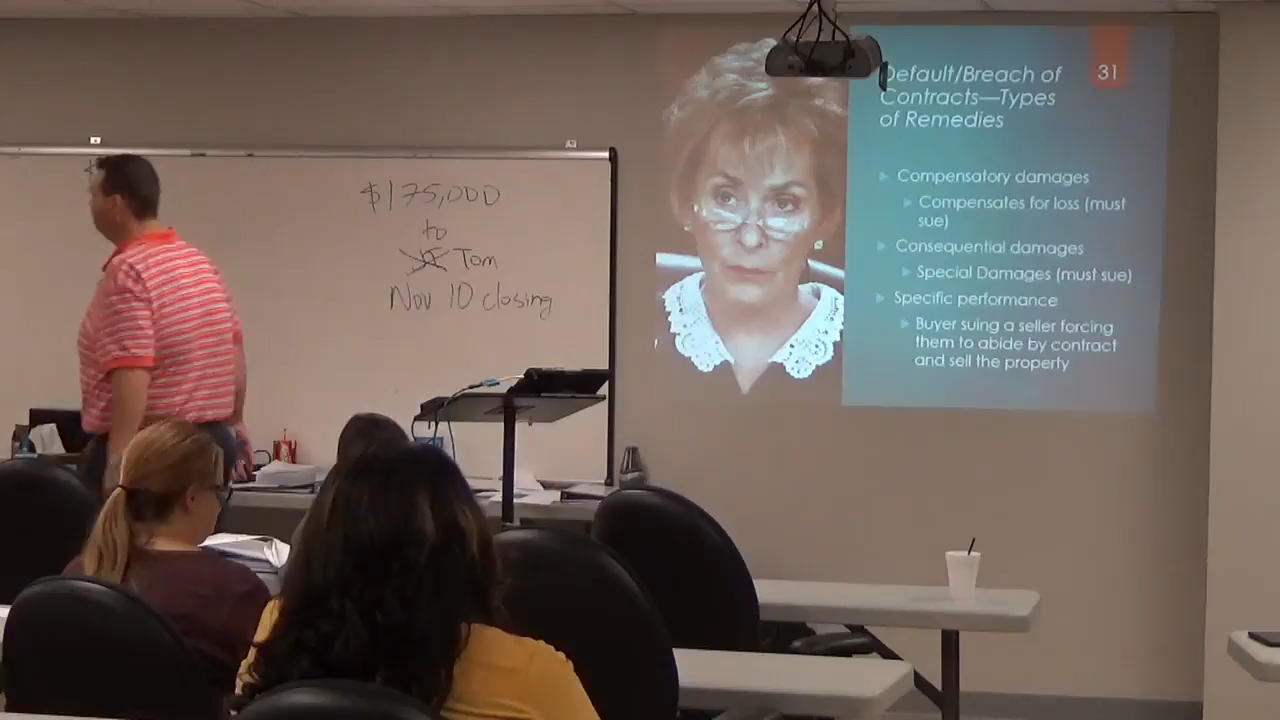 $175,000
to
Tom
Nov 10 closing
31
Default/Breach of
Contracts—Types
of Remedies
Compensatory damages
Compensates for loss (must
sue)
Consequential damages
Special Damages (must sue)
Specific performance
Buyer suing a seller forcing
them to abide by contract
and sell the property